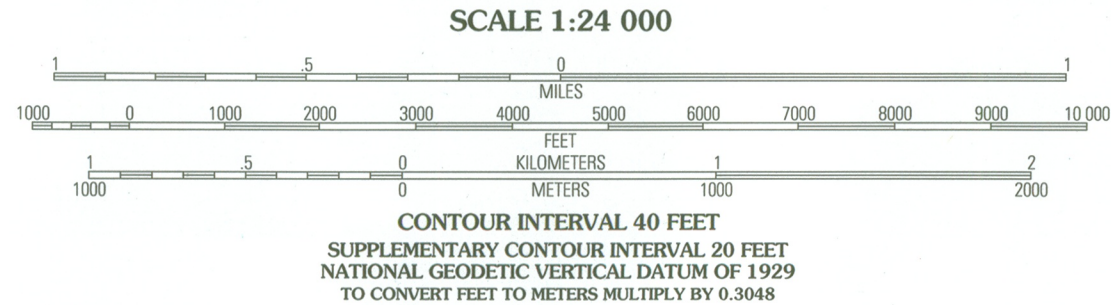 SCALE 1:24 000
1 .5 0 1
MILES
1000 0 1000 2000 3000 4000 5000 6000 7000 8000 9000 10 000
FEET
1 .5 0 KILOMETERS 1 2
1000 0 METERS 1000 2000
CONTOUR INTERVAL 40 FEET
SUPPLEMENTARY CONTOUR INTERVAL 20 FEET
NATIONAL GEODETIC VERTICAL DATUM OF 1929
TO CONVERT FEET TO METERS MULTIPLY BY 0.3048